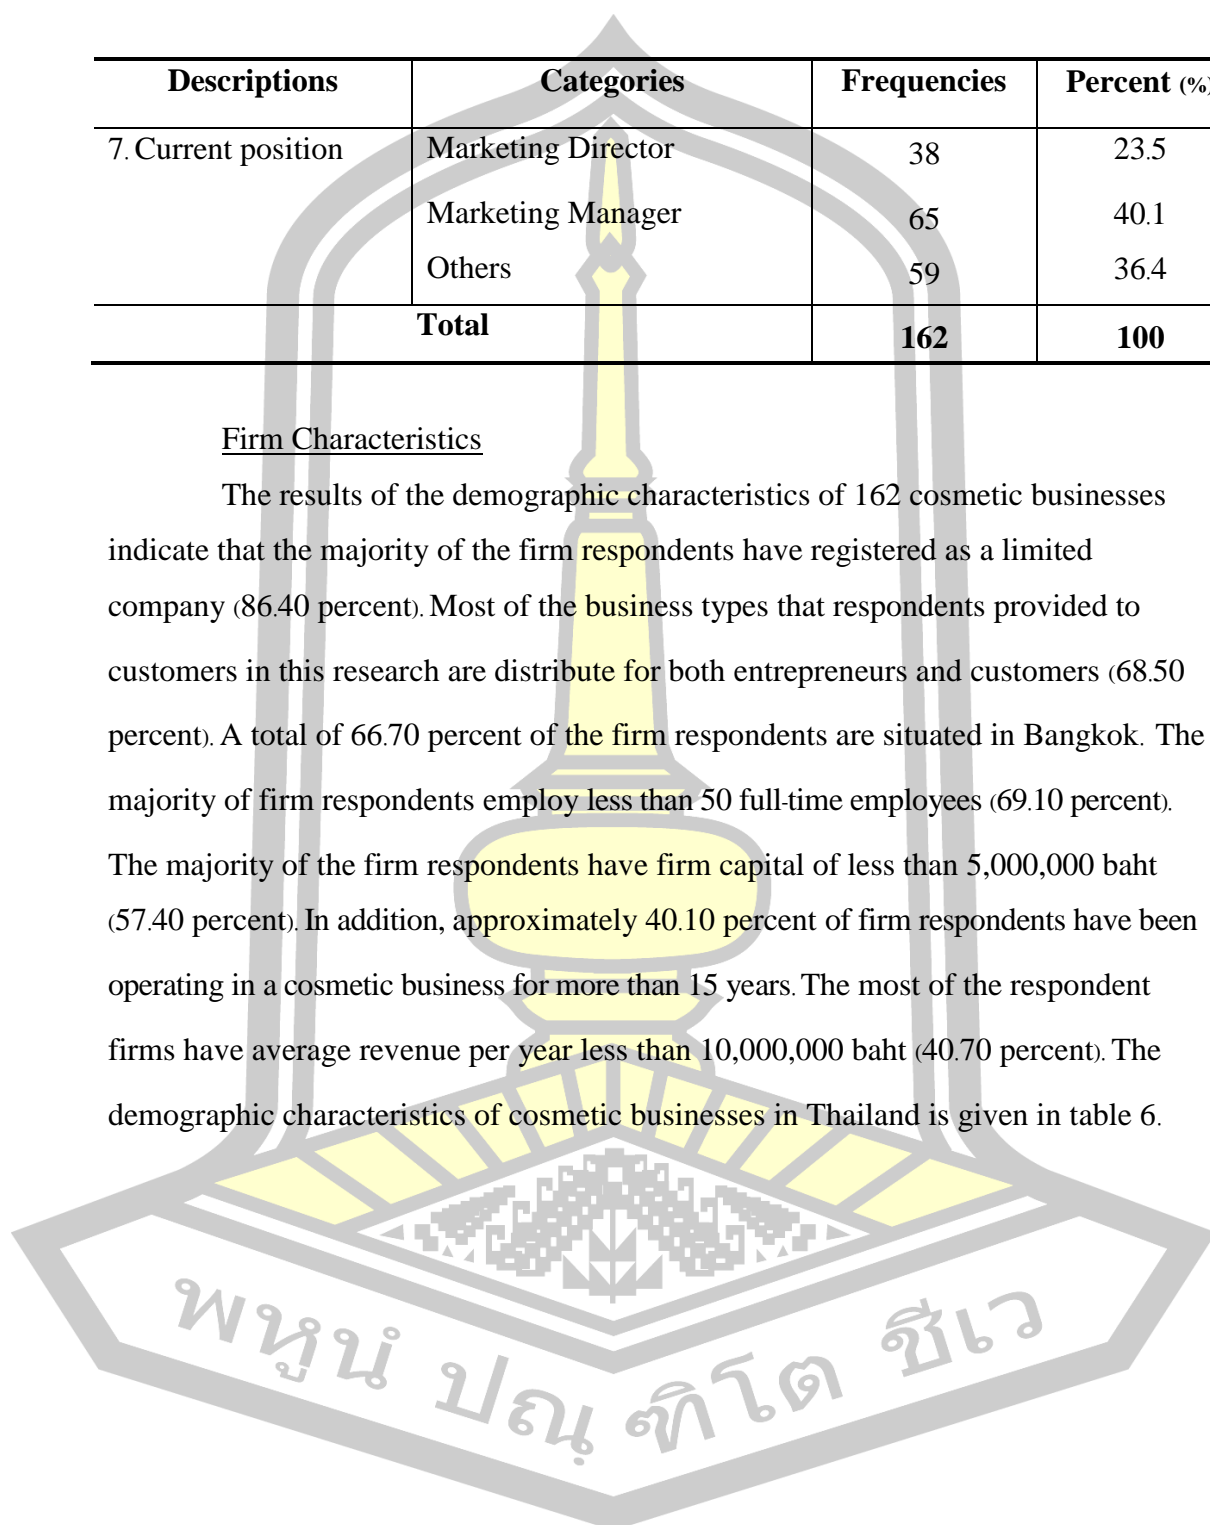 Descriptions Categories Frequencies Percent (%)
7. Current position Marketing Director 38 23.5
Marketing Manager 65 40.1
Others 59 36.4
Total 162 100
Firm Characteristics
The results of the demographic characteristics of 162 cosmetic businesses
indicate that the majority of the firm respondents have registered as a limited
company (86.40 percent). Most of the business types that respondents provided to
customers in this research are distribute for both entrepreneurs and customers (68.50
percent). A total of 66.70 percent of the firm respondents are situated in Bangkok. The
majority of firm respondents employ less than 50 full-time employees (69.10 percent).
The majority of the firm respondents have firm capital of less than 5,000,000 baht
(57.40 percent). In addition, approximately 40.10 percent of firm respondents have been
operating in a cosmetic business for more than 15 years. The most of the respondent
firms have average revenue per year less than 10,000,000 baht (40.70 percent). The
demographic characteristics of cosmetic businesses in Thailand is given in table 6.
พหูนํ ปณฺฑิโต ชีเว